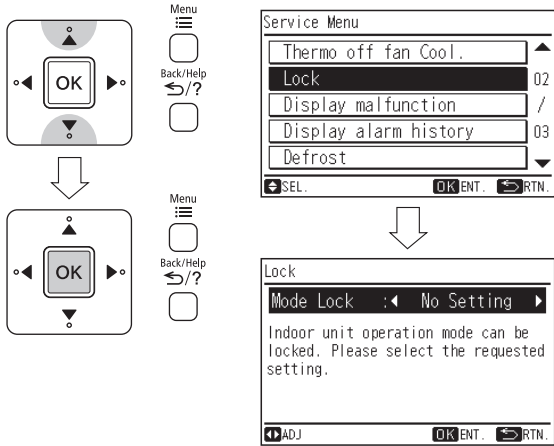 Menu
OK
Back/Help
/?
Service Menu
Thermo off fan Cool.
Lock
Display malfunction
Display alarm history
Defrost
02
/
03
SEL.
OK ENT.
RTN.
Menu
OK
Back/Help
/?
Lock
Mode Lock : No Setting
Indoor unit operation mode can be
locked. Please select the requested
setting.
ADJ
OK ENT.
RTN.